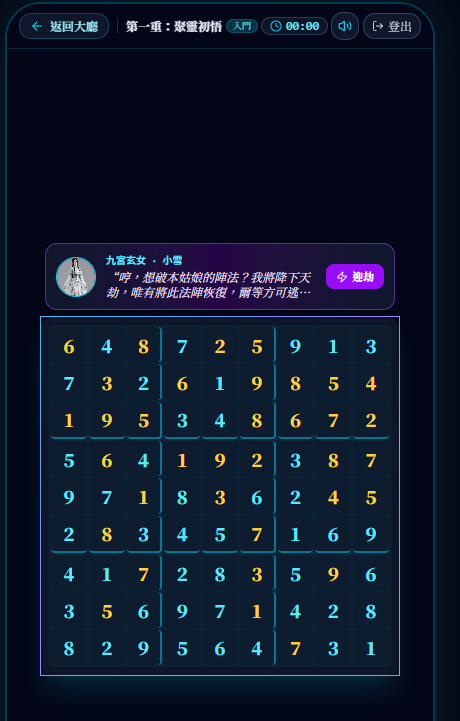 返回大廳 第一重：聚靈初悟 入門 00:00 登出
九宮玄女 · 小雪
“哼，想破本姑娘的陣法？我將降下天
劫，唯有將此法陣恢復，爾等方可逃…
迎劫
6 4 8 7 2 5 9 1 3
7 3 2 6 1 9 8 5 4
1 9 5 3 4 8 6 7 2
5 6 4 1 9 2 3 8 7
9 7 1 8 3 6 2 4 5
2 8 3 4 5 7 1 6 9
4 1 7 2 8 3 5 9 6
3 5 6 9 7 1 4 2 8
8 2 9 5 6 4 7 3 1